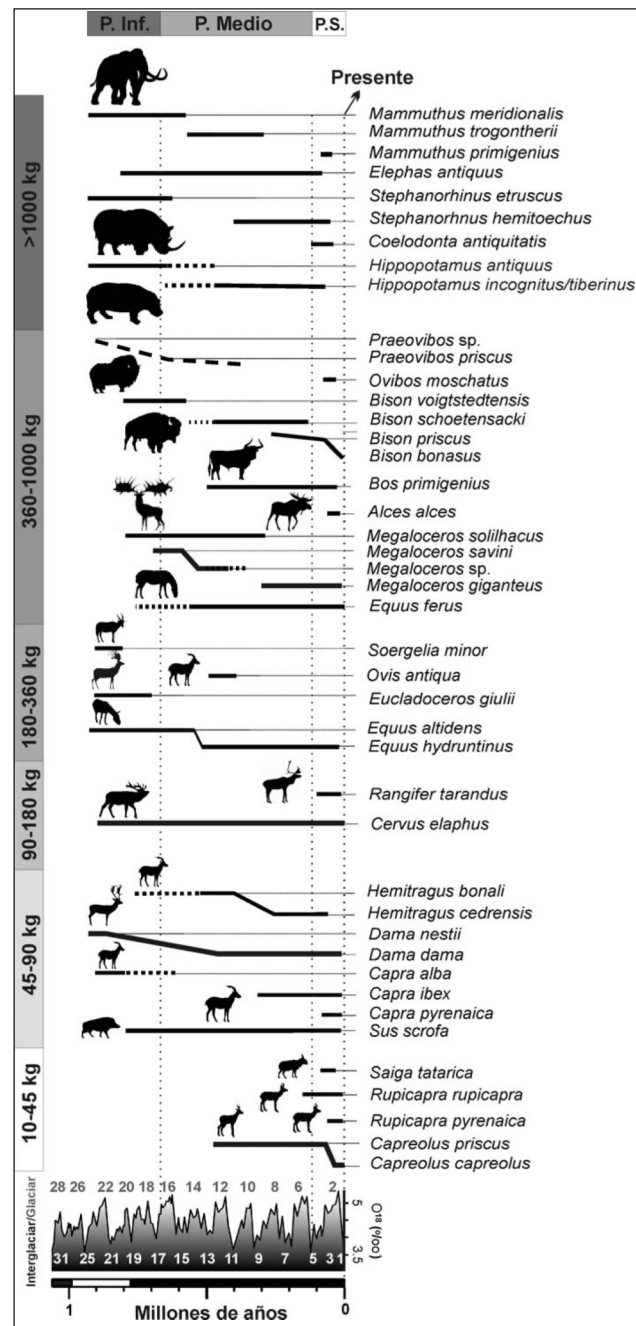 P. Inf. P. Medio P.S.
Presente
>1000 kg
Mammuthus meridionalis
Mammuthus trogontherii
Mammuthus primigenius
Elephas antiquus
Stephanorhinus etruscus
Stephanorhnus hemitoechus
Coelodonta antiquitatis
Hippopotamus antiquus
Hippopotamus incognitus/tiberinus
360-1000 kg
Praeovibos sp.
Praeovibos priscus
Ovibos moschatus
Bison voigtstedtensis
Bison schoetensacki
Bison priscus
Bison bonasus
Bos primigenius
Alces alces
Megaloceros solilhacus
Megaloceros savini
Megaloceros sp.
Megaloceros giganteus
Equus ferus
180-360 kg
Soergelia minor
Ovis antiqua
Eucladoceros giulii
Equus altidens
Equus hydruntinus
90-180 kg
Rangifer tarandus
Cervus elaphus
45-90 kg
Hemitragus bonali
Hemitragus cedrensis
Dama nestii
Dama dama
Capra alba
Capra ibex
Capra pyrenaica
Sus scrofa
10-45 kg
Saiga tatarica
Rupicapra rupicapra
Rupicapra pyrenaica
Capreolus priscus
Capreolus capreolus
Interglaciar/Glaciar
28 26 22 20 18 16 14 12 10 8 6 2
31 25 21 19 17 15 13 11 9 7 5 3 1
5
3.5
O¹⁸ (%oo)
1 0
Millones de años